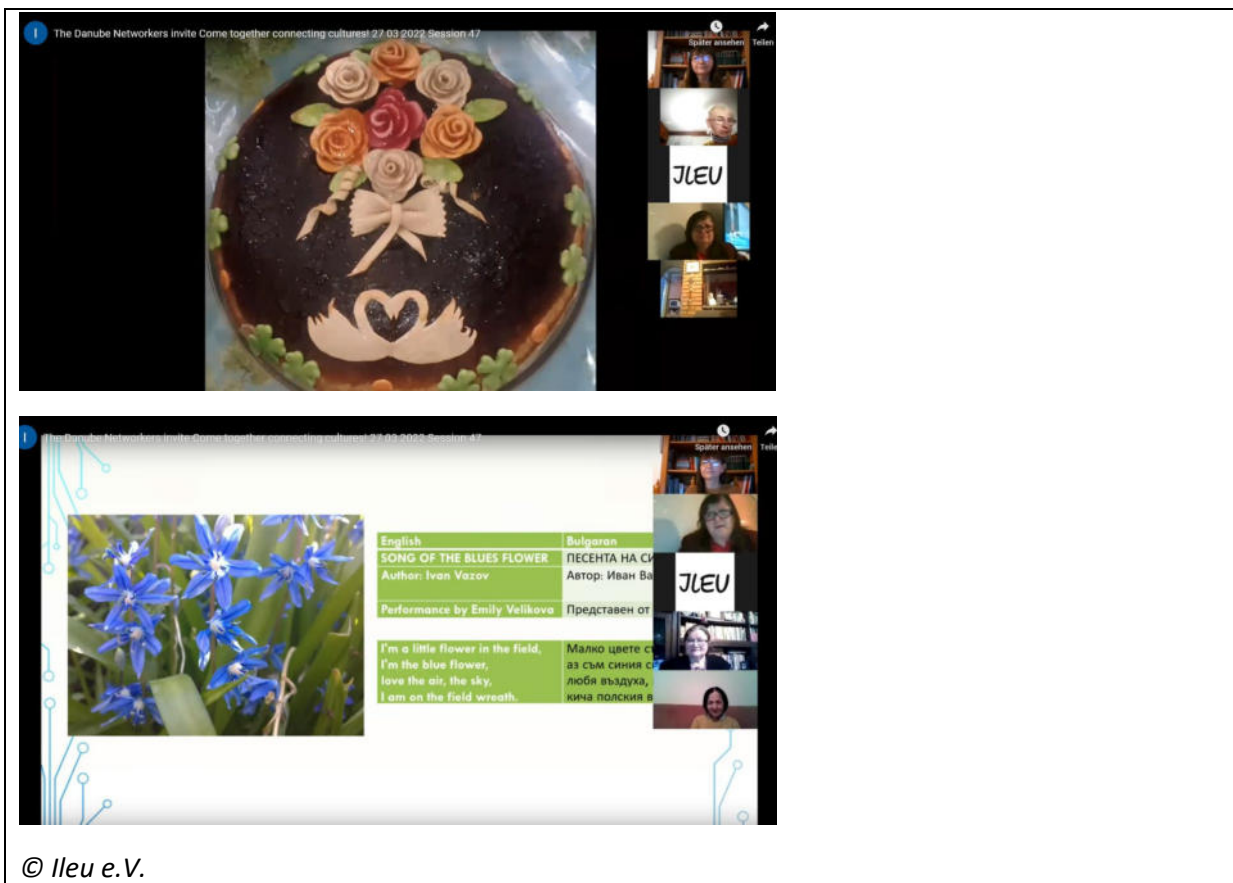 I
The Danube Networkers invite Come together connecting cultures! 27 03 2022 Session 47
Später ansehen
Teilen
JLEU
I
The Danube Networkers invite Come together connecting cultures! 27 03 2022 Session 47
Später ansehen
Teile
English
Bulgaran
SONG OF THE BLUES FLOWER
ПЕСЕНТА НА СИ
Author: Ivan Vazov
Автор: Иван Ва
Performance by Emily Velikova
Представен от
I'm a little flower in the field,
I'm the blue flower,
love the air, the sky,
I am on the field wreath.
Малко цвете ст
аз съм синия с
любя въздуха,
кича полския в
JLEU
© Ileu e.V.